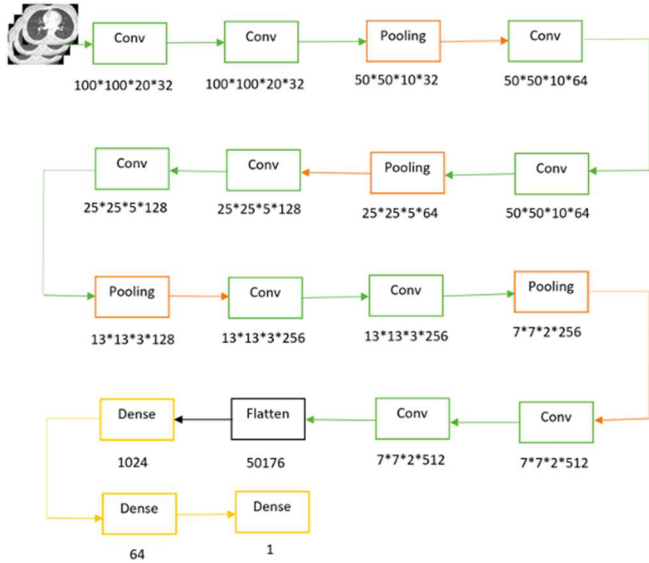 Conv
100*100*20*32
Conv
100*100*20*32
Pooling
50*50*10*32
Conv
50*50*10*64
Conv
50*50*10*64
Pooling
25*25*5*64
Conv
25*25*5*128
Conv
25*25*5*128
Pooling
13*13*3*128
Conv
13*13*3*256
Conv
13*13*3*256
Pooling
7*7*2*256
Conv
7*7*2*512
Conv
7*7*2*512
Flatten
50176
Dense
1024
Dense
64
Dense
1